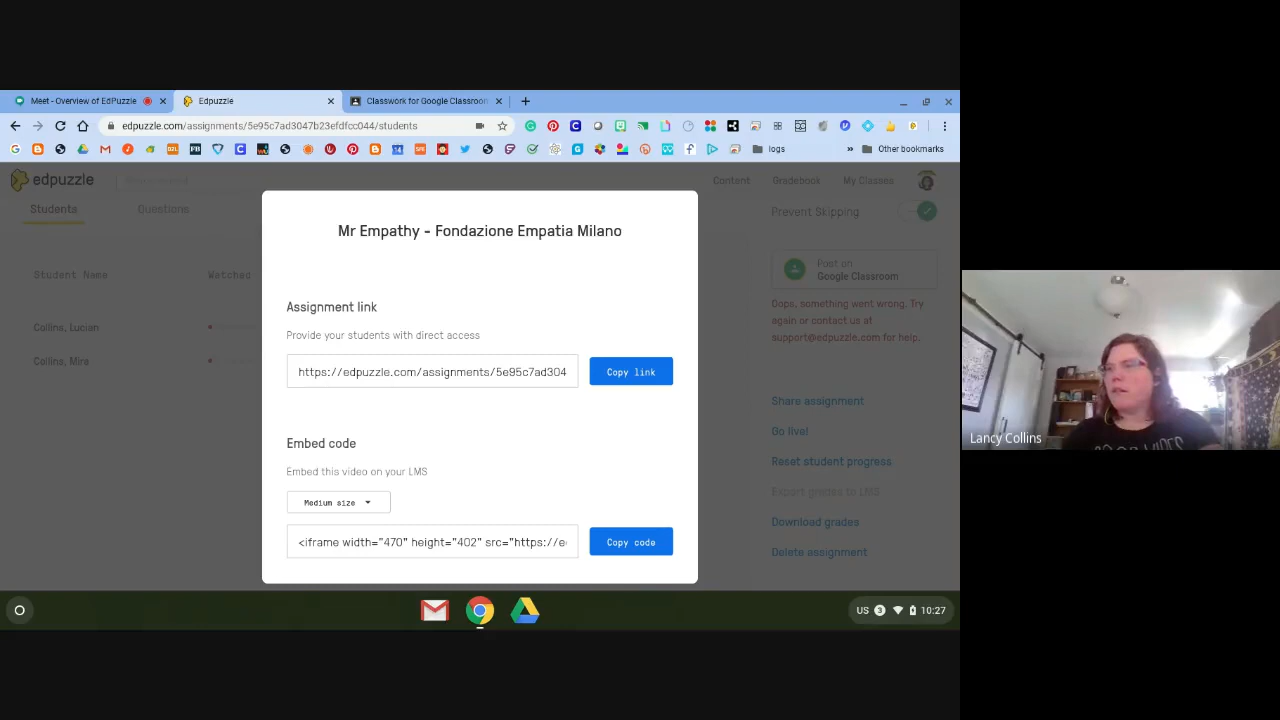 Meet - Overview of EdPuzzle
Edpuzzle
Classwork for Google Classroom
edpuzzle.com/assignments/5e95c7ad3047b23efdfcc044/students
logs
Other bookmarks
edpuzzle
Content
Gradebook
My Classes
Students
Questions
Prevent Skipping
Student Name
Watched
Post on
Google Classroom
Oops, something went wrong. Try
again or contact us at
support@edpuzzle.com for help.
Collins, Lucian
Collins, Mire
Share assignment
Go live!
Reset student progress
Export grades to LMS
Download grades
Delete assignment
Mr Empathy - Fondazione Empatia Milano
Assignment link
Provide your students with direct access
https://edpuzzle.com/assignments/5e95c7ad304
Copy link
Embed code
Embed this video on your LMS
Medium size
<iframe width="470" height="402" src="https://e
Copy code
US 3 10:27
Lancy Collins